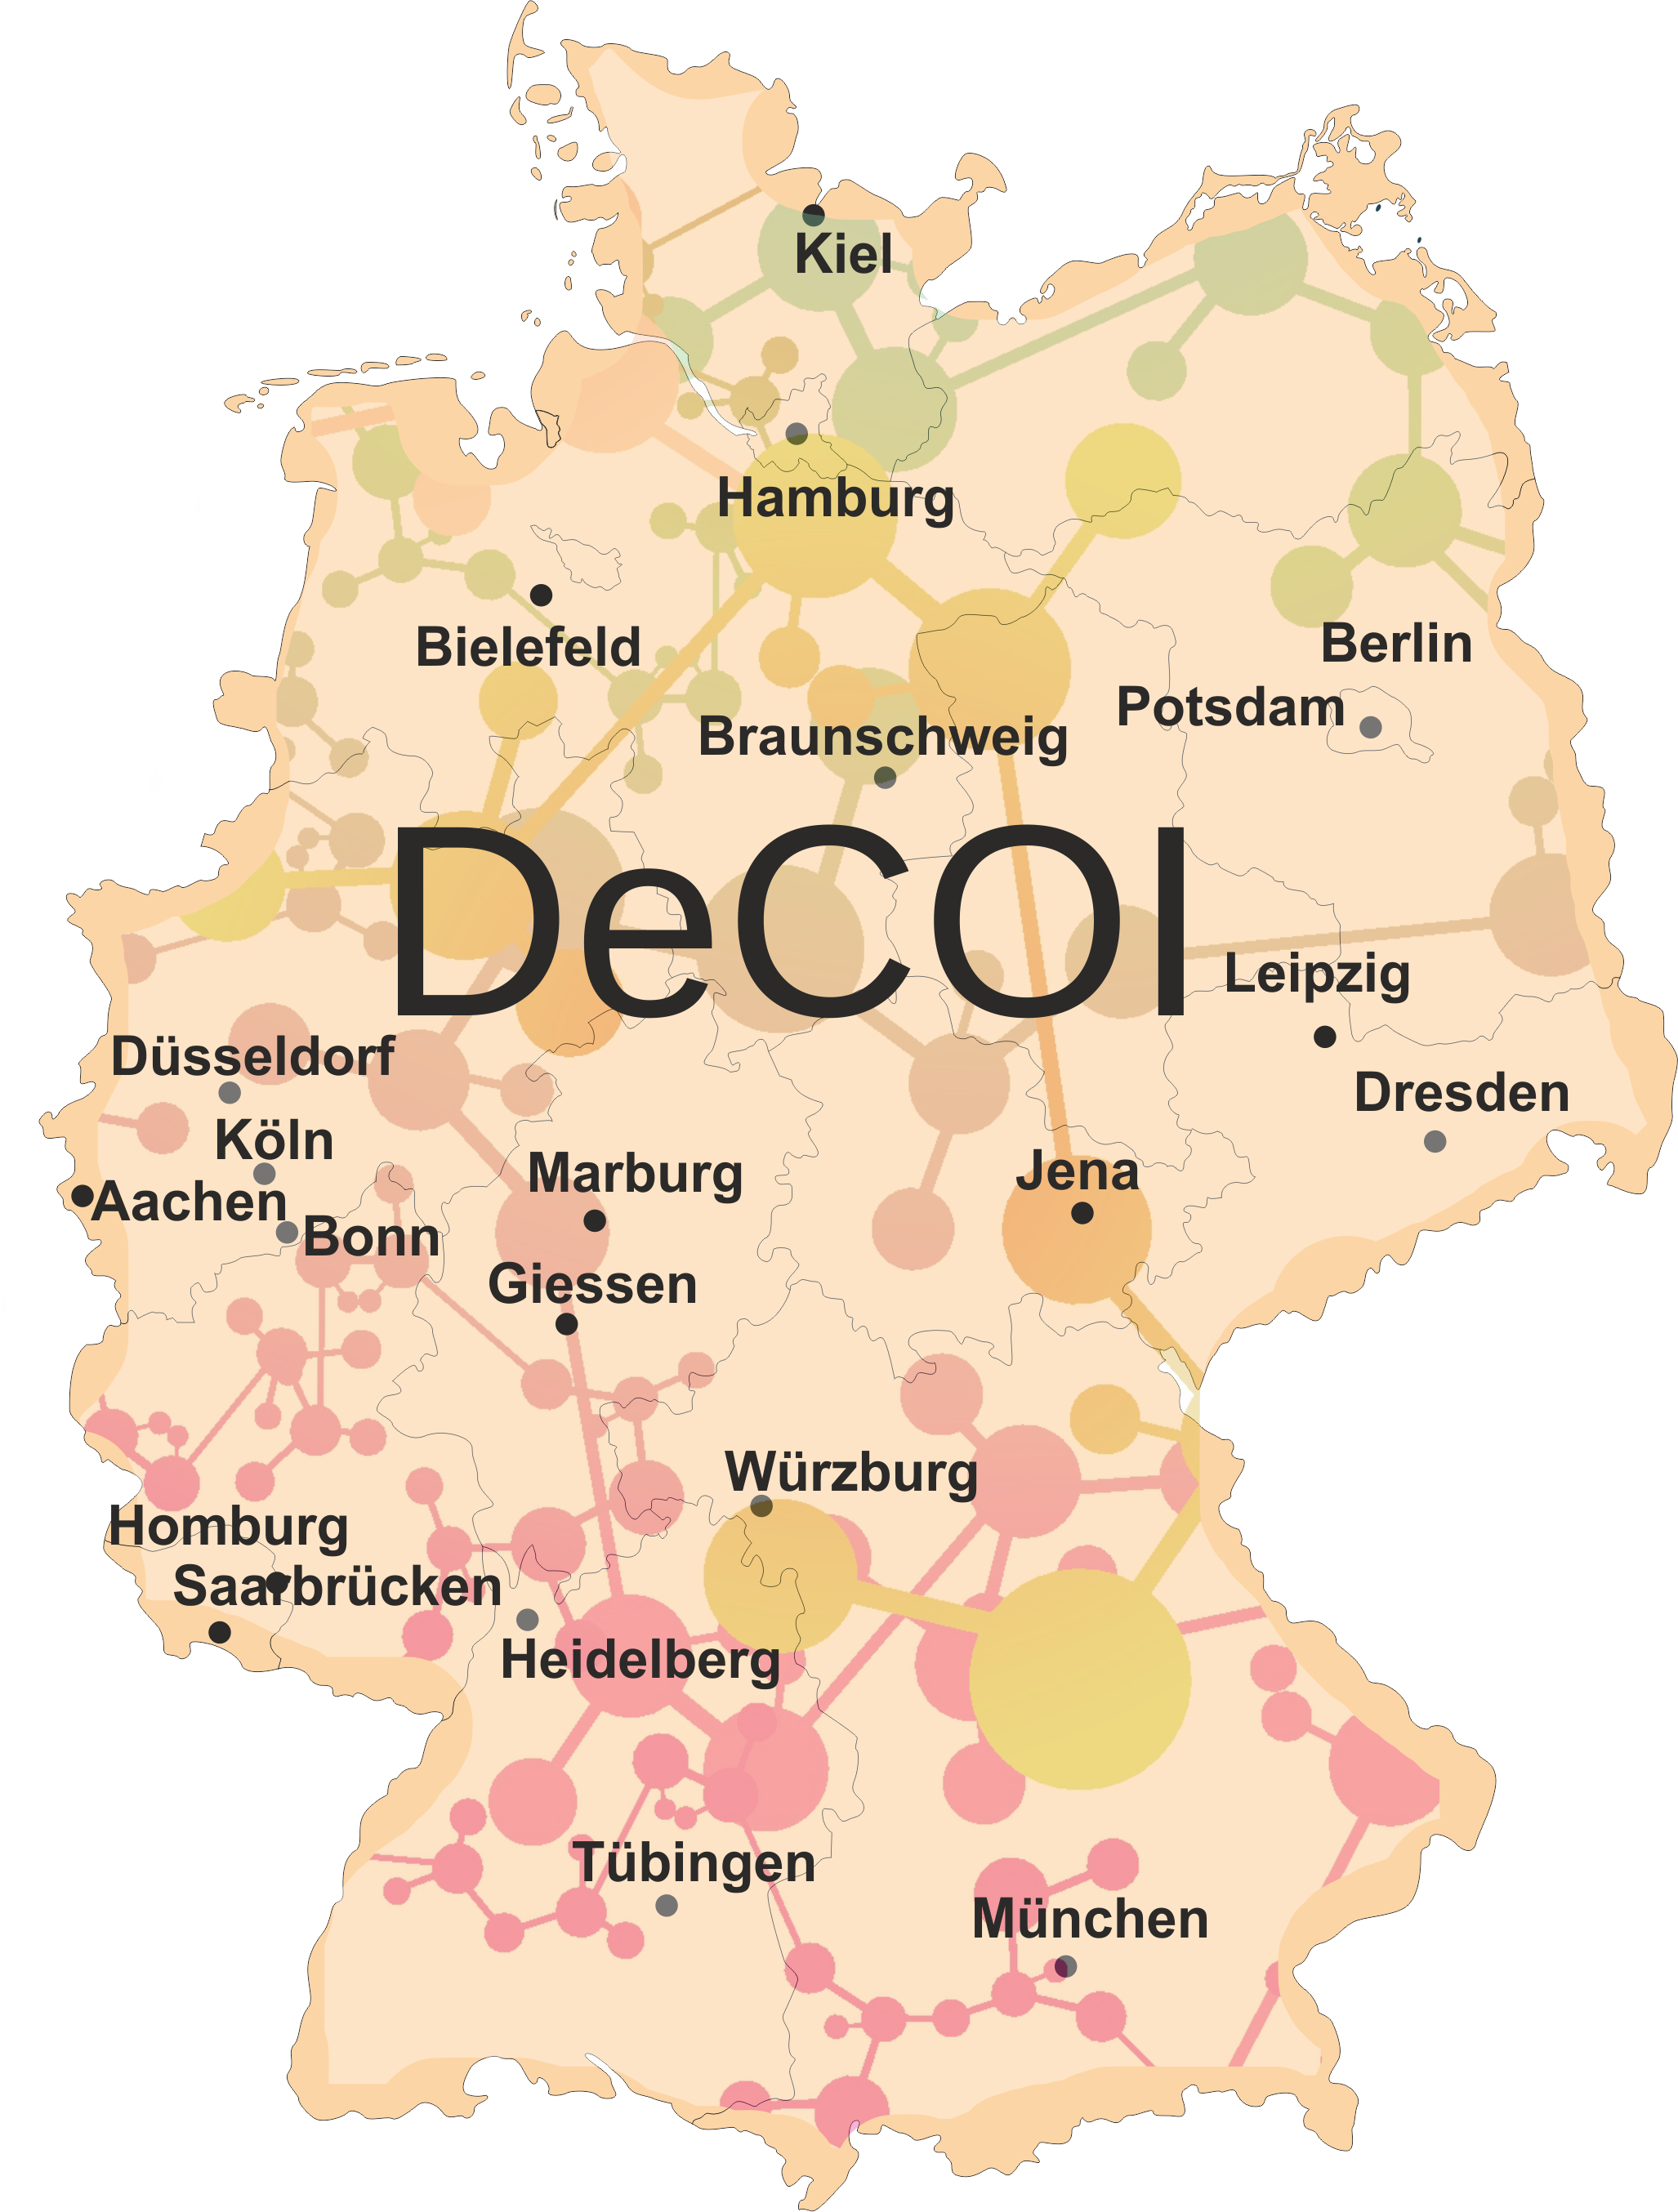 Kiel
Hamburg
Bielefeld
Berlin
Potsdam
Braunschweig
DeCOI
Leipzig
Düsseldorf
Dresden
Köln
Marburg
Jena
Aachen
Bonn
Giessen
Würzburg
Homburg
Saarbrücken
Heidelberg
Tübingen
München